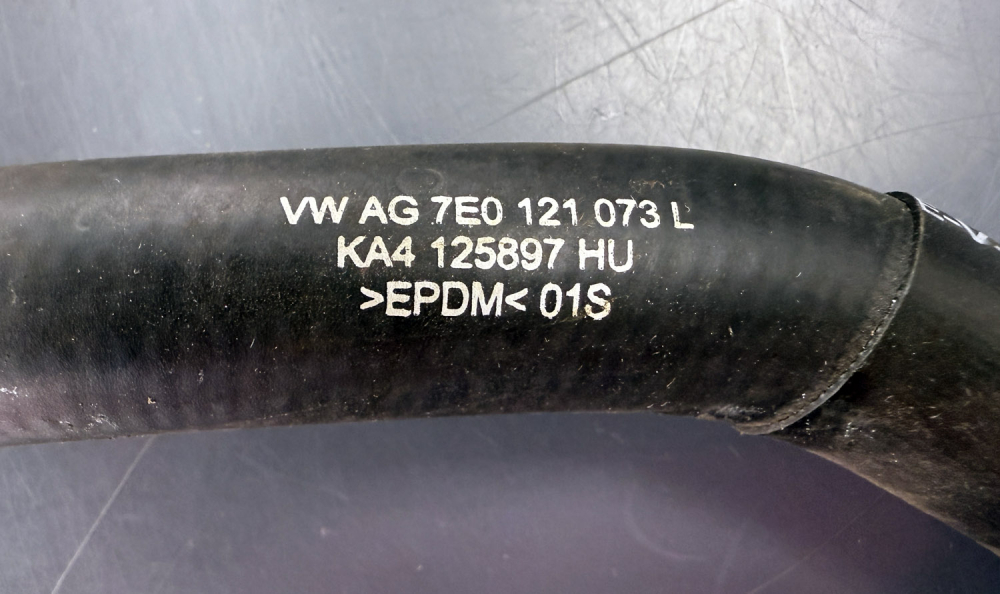 VW AG 7E0 121 073 L
KA4 125897 HU
>EPDM< 01S